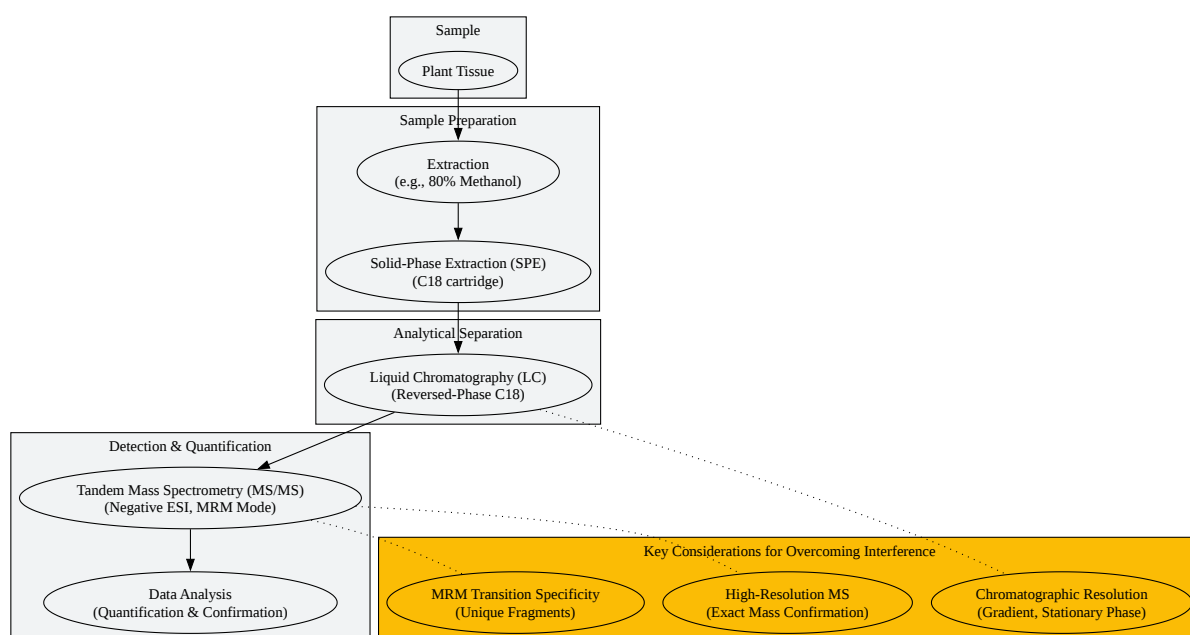 Sample
Plant Tissue
Sample Preparation
Extraction
(e.g., 80% Methanol)
Solid-Phase Extraction (SPE)
(C18 cartridge)
Analytical Separation
Liquid Chromatography (LC)
(Reversed-Phase C18)
Detection & Quantification
Tandem Mass Spectrometry (MS/MS)
(Negative ESI, MRM Mode)
Data Analysis
(Quantification & Confirmation)
Key Considerations for Overcoming Interference
MRM Transition Specificity
(Unique Fragments)
High-Resolution MS
(Exact Mass Confirmation)
Chromatographic Resolution
(Gradient, Stationary Phase)